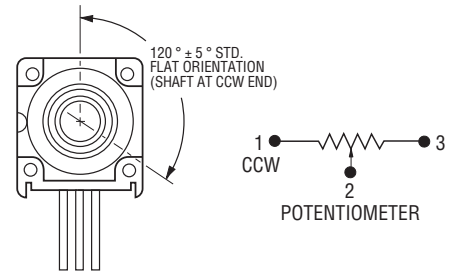 120 ° ± 5 ° STD.
FLAT ORIENTATION
(SHAFT AT CCW END)
1
3
CCW
2
POTENTIOMETER